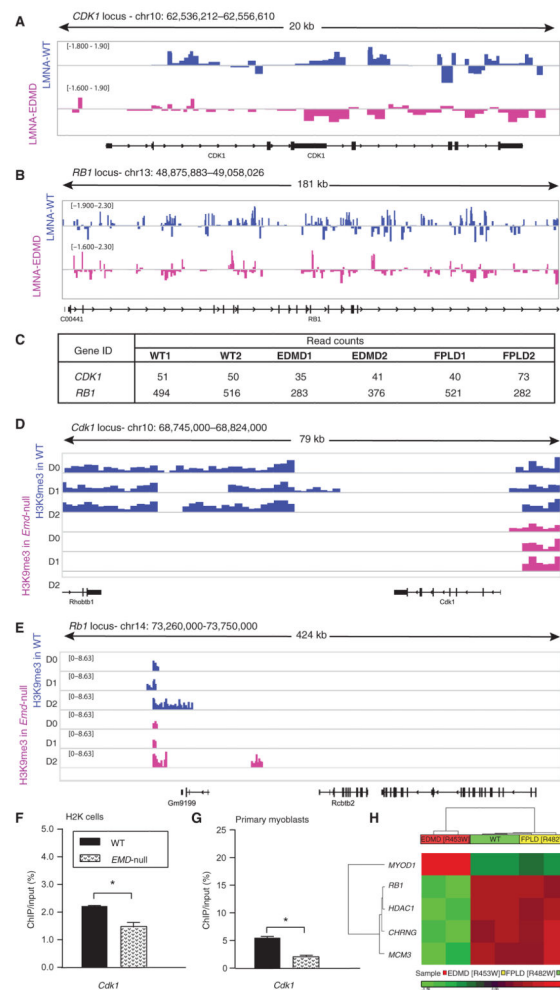 A
CDK1 locus - chr10: 62,536,212–62,556,610
20 kb
LMNA-WT
[-1.800 - 1.90]
LMNA-EDMD
[-1.600 - 1.90]
CDK1 CDK1
B
RB1 locus- chr13: 48,875,883–49,058,026
181 kb
LMNA-WT
[-1.900–2.30]
LMNA-EDMD
[-1.600–2.30]
C00441 RB1
C
Gene ID Read counts
WT1 WT2 EDMD1 EDMD2 FPLD1 FPLD2
CDK1 51 50 35 41 40 73
RB1 494 516 283 376 521 282
D
Cdk1 locus- chr10: 68,745,000–68,824,000
79 kb
H3K9me3 in WT
D0
D1
D2
H3K9me3 in Emd-null
D0
D1
D2
Rhobtb1 Cdk1
E
Rb1 locus- chr14: 73,260,000-73,750,000
424 kb
H3K9me3 in WT
D0 [0–8.63]
D1 [0–8.63]
D2 [0–8.63]
H3K9me3 in Emd-null
D0 [0–8.63]
D1 [0–8.63]
D2 [0–8.63]
Gm9199 Rcbtb2
F
H2K cells
ChIP/input (%)
5.0
4.0
3.0
2.0
1.0
0.0
WT
EMD-null
*
Cdk1
G
Primary myoblasts
ChIP/input (%)
25
20
15
10
5
0
*
Cdk1
H
EDMD [R453W] WT FPLD [R482
MYOD1
RB1
HDAC1
CHRNG
MCM3
Sample EDMD [R453W] FPLD [R482W]